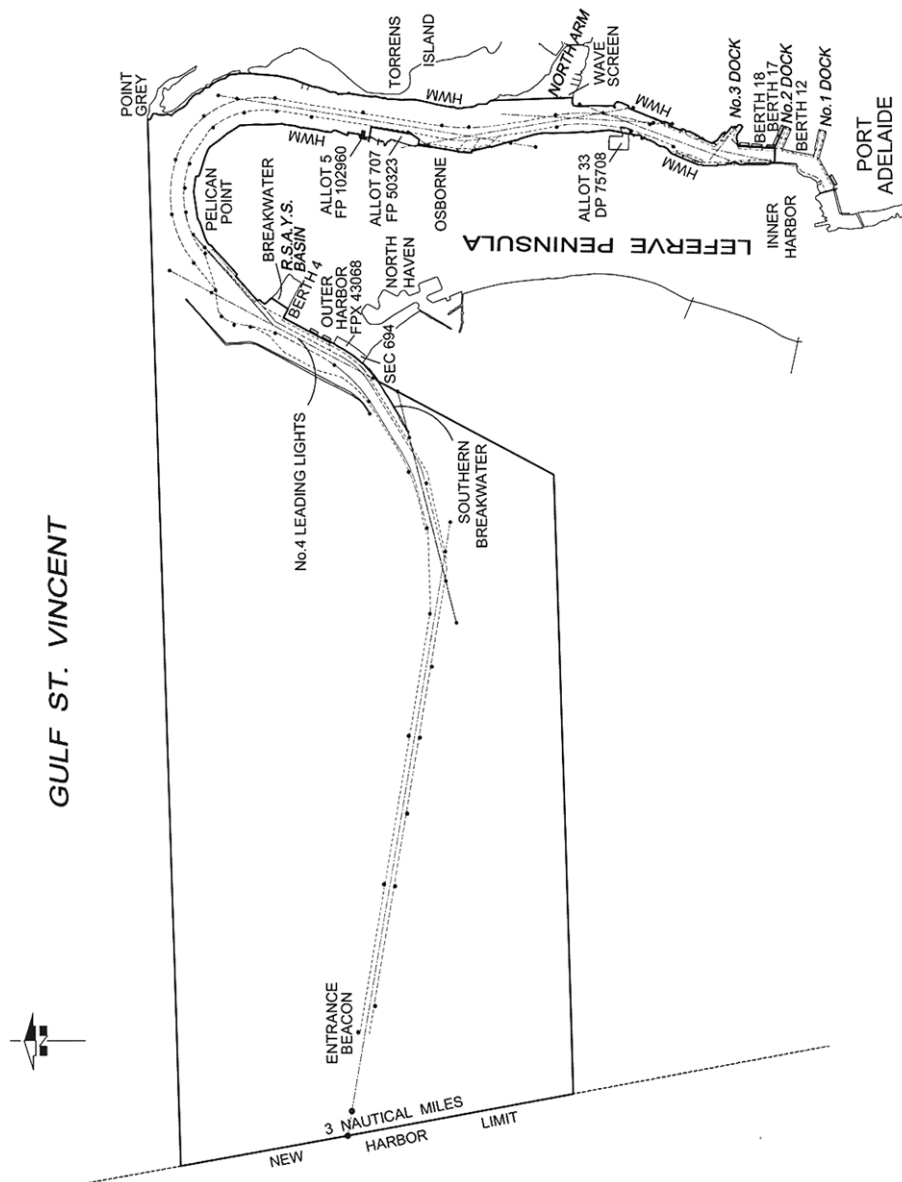 GULF ST. VINCENT
POINT
GREY
TORRENS
ISLAND
NORTH ARM
WAVE
SCREEN
HWM
HWM
HWM
HWM
No.3 DOCK
BERTH 18
BERTH 17
No.2 DOCK
BERTH 12
No.1 DOCK
PORT
ADELAIDE
INNER
HARBOR
ALLOT 5
FP 102960
ALLOT 707
FP 50323
OSBORNE
ALLOT 33
DP 75708
LEFERVE PENINSULA
PELICAN
POINT
BREAKWATER
R.S.A.Y.S.
BASIN
BERTH 4
OUTER
HARBOR
FPX 43068
SEC 694
NORTH
HAVEN
No.4 LEADING LIGHTS
SOUTHERN
BREAKWATER
ENTRANCE
BEACON
3 NAUTICAL MILES
NEW HARBOR LIMIT
N